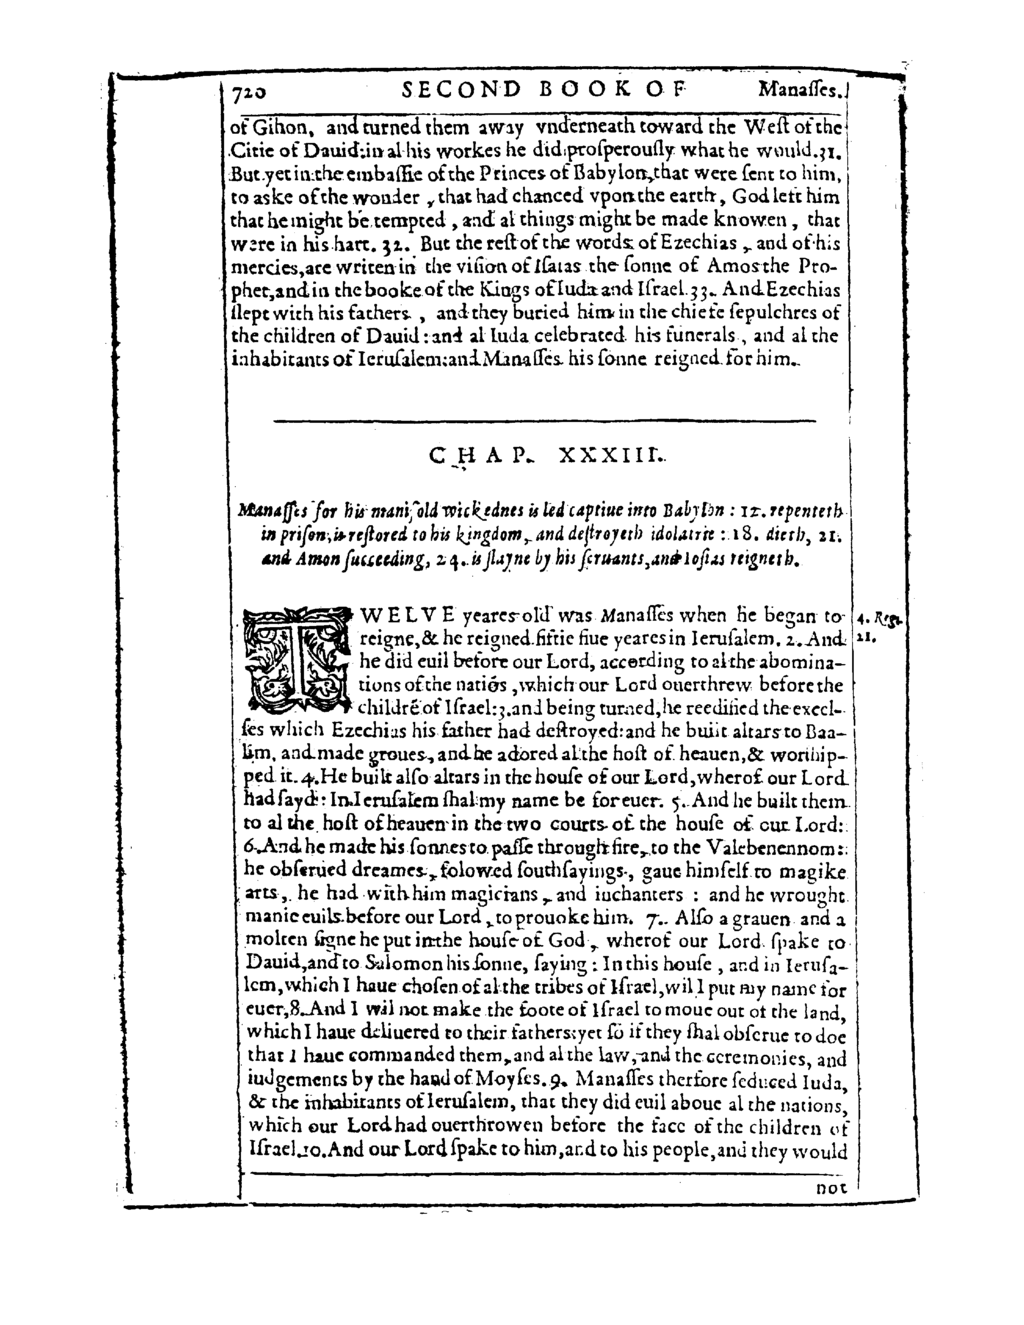 720 SECOND BOOK OF Manaſſes.
of Gihon, and turned them away vnderneath toward the Weſt of the
Citie of Dauid: in al his workes he did proſperouſly what he would. 31.
But yet in the embaſſie of the Princes of Babylon, that were ſent to him,
to aske of the wonder, that had chanced vpon the earth, God left him
that he might be tempted, and al things might be made knowen, that
were in his hart. 32. But the reſt of the words of Ezechias, and of his
mercies, are writen in the viſion of Iſaias the ſonne of Amos the Pro-
phet, and in the booke of the Kings of Iuda and Iſrael. 33. And Ezechias
ſlept with his fathers, and they buried him in the chiefe ſepulchres of
the children of Dauid: and al Iuda celebrated his funerals, and al the
inhabitants of Ieruſalem: and Manaſſes his ſonne reigned for him.
CHAP. XXXIII.
Manaſſes for his manifold wickednes is led captiue into Babylon: 12. repenteth
in priſon, is reſtored to his kingdom, and deſtroyeth idolatrie: 18. dieth, 21.
and Amon ſucceeding, 24. is ſlayne by his ſeruants, and Ioſias reigneth.
TWELVE yeares old was Manaſſes when he began to 4. Reg.
reigne, & he reigned fiftie fiue yeares in Ieruſalem. 2. And 21.
he did euil before our Lord, according to al the abomina-
tions of the natiõs, which our Lord ouerthrew before the
childrẽ of Iſrael: 3. and being turned, he reedified the excel-
ſes which Ezechias his father had deſtroyed: and he built altars to Baa-
lim, and made groues, and he adored al the hoſt of heauen, & worſhip-
ped it. 4. He built alſo altars in the houſe of our Lord, wherof our Lord
had ſayd: In Ieruſalem ſhal my name be for euer. 5. And he built them
to al the hoſt of heauen in the two courts of the houſe of our Lord:
6. And he made his ſonnes to paſſe through fire, to the Valebenennom:
he obſerued dreames, folowed ſouthſayings, gaue himſelf to magike
arts, he had with him magicians, and inchanters: and he wrought
manie euils before our Lord, to prouoke him. 7. Alſo a grauen and a
molten ſigne he put in the houſe of God, wherof our Lord ſpake to
Dauid, and to Salomon his ſonne, ſaying: In this houſe, and in Ieruſa-
lem, which I haue choſen of al the tribes of Iſrael, wil I put my name for
euer, 8. And I wil not make the foote of Iſrael to moue out of the land,
which I haue deliuered to their fathers: yet ſo if they ſhal obſerue to doe
that I haue commanded them, and al the law, and the ceremonies, and
iudgements by the hand of Moyſes. 9. Manaſſes therfore ſeduced Iuda,
& the inhabitants of Ieruſalem, that they did euil aboue al the nations,
which our Lord had ouerthrowen before the face of the children of
Iſrael. 10. And our Lord ſpake to him, and to his people, and they would
not